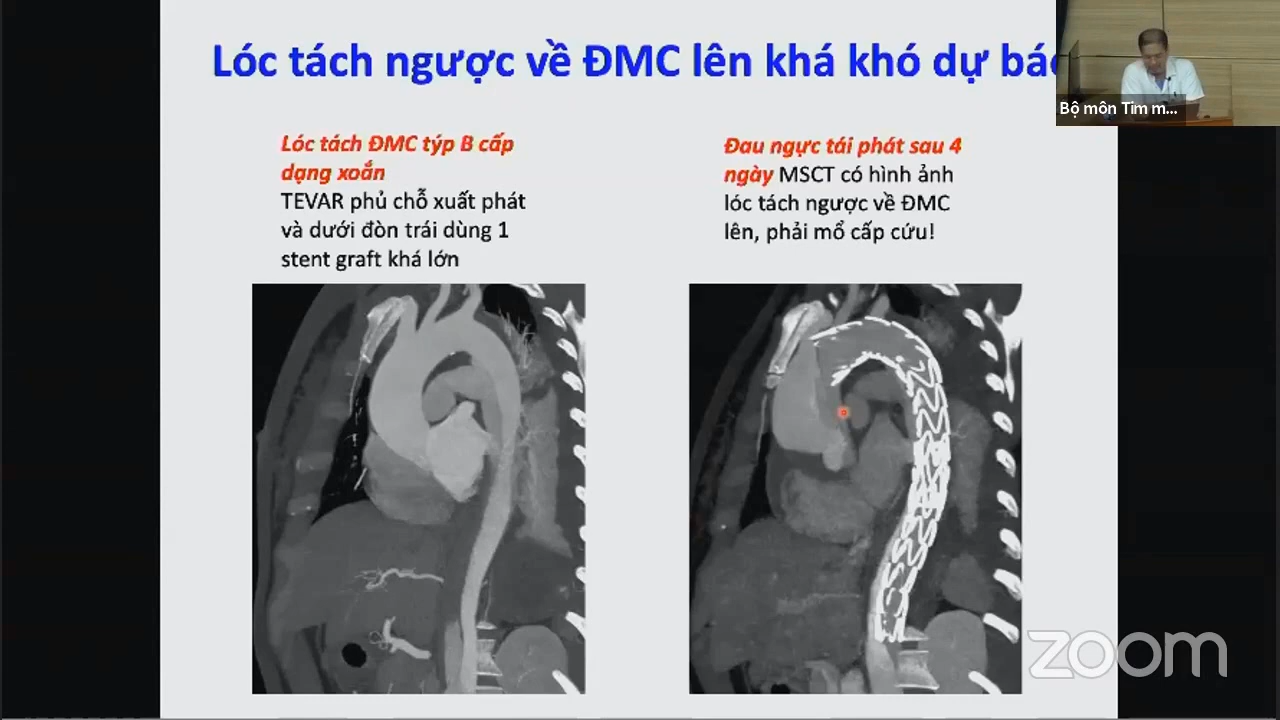 Lóc tách ngược về ĐMC lên khá khó dự báo
Bộ môn Tim m...
Lóc tách ĐMC týp B cấp
dạng xoắn
TEVAR phủ chỗ xuất phát
và dưới đòn trái dùng 1
stent graft khá lớn
Đau ngực tái phát sau 4
ngày MSCT có hình ảnh
lóc tách ngược về ĐMC
lên, phải mổ cấp cứu!
zoom